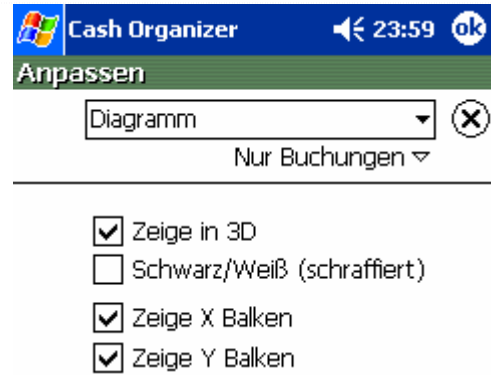 Cash Organizer 23:59 ok
Anpassen
Diagramm
Nur Buchungen
Zeige in 3D
Schwarz/Weiß (schraffiert)
Zeige X Balken
Zeige Y Balken